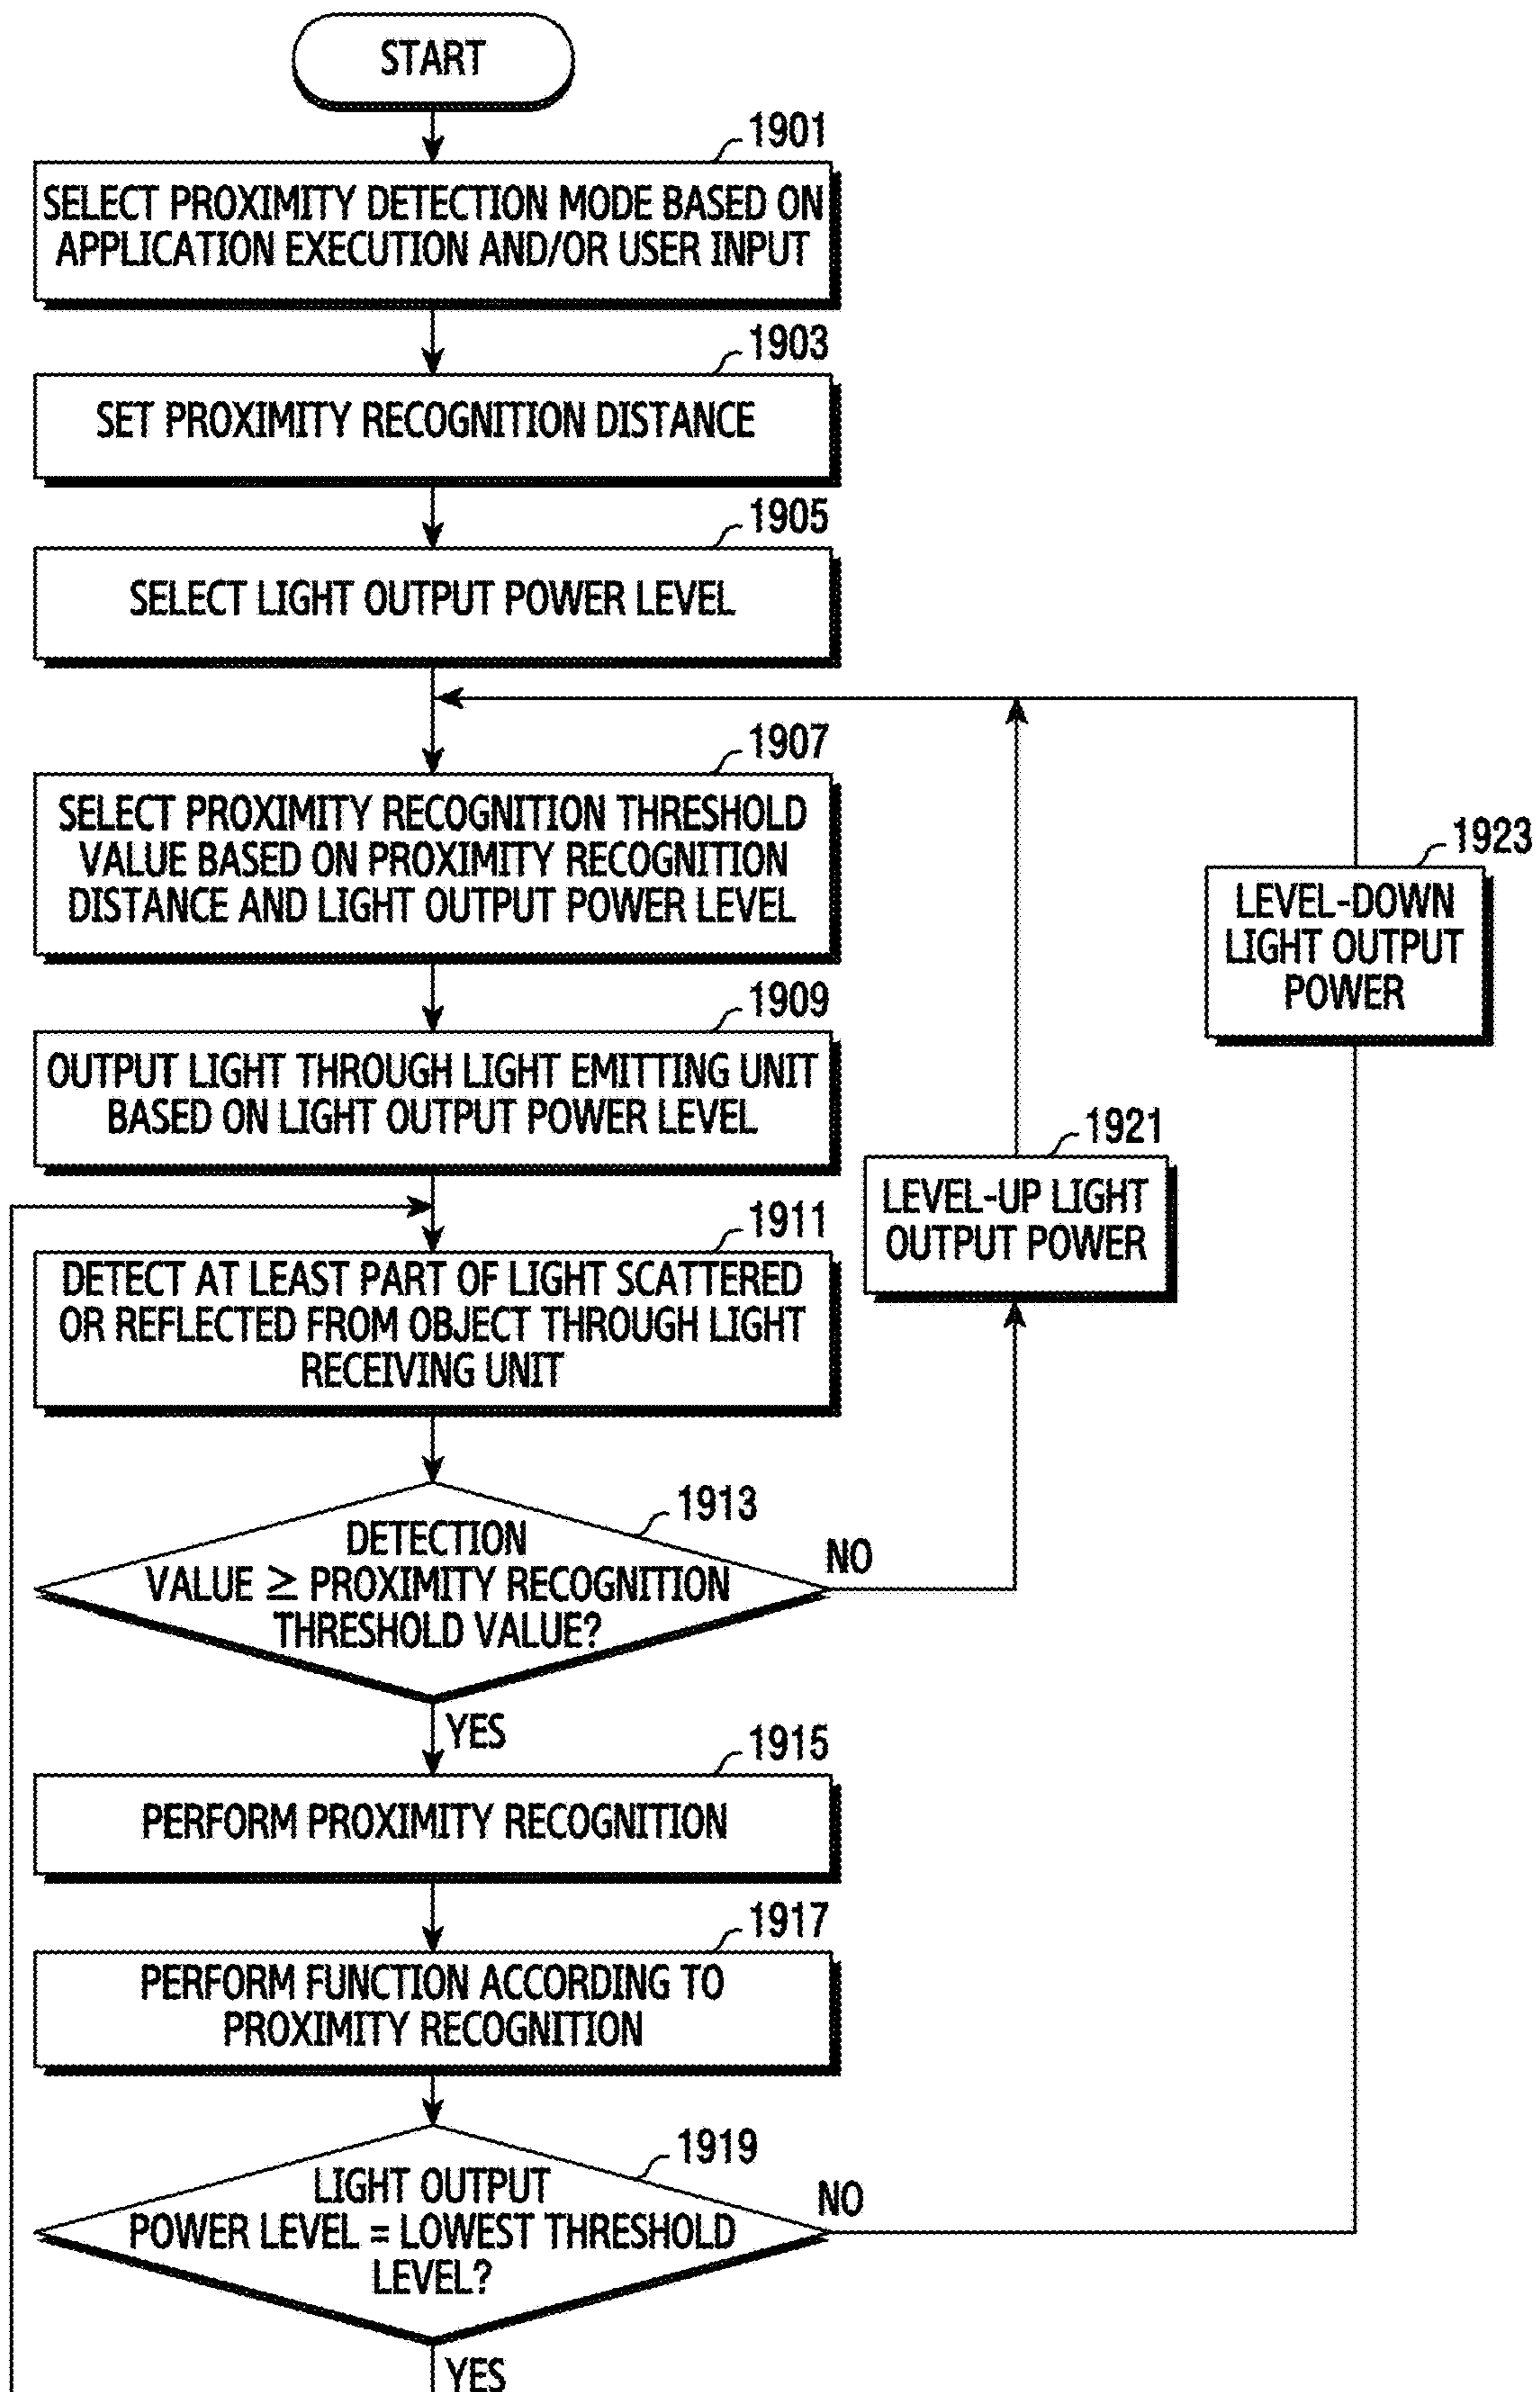 START
1901
SELECT PROXIMITY DETECTION MODE BASED ON
APPLICATION EXECUTION AND/OR USER INPUT
1903
SET PROXIMITY RECOGNITION DISTANCE
1905
SELECT LIGHT OUTPUT POWER LEVEL
1907
SELECT PROXIMITY RECOGNITION THRESHOLD
VALUE BASED ON PROXIMITY RECOGNITION
DISTANCE AND LIGHT OUTPUT POWER LEVEL
1923
LEVEL-DOWN
LIGHT OUTPUT
POWER
1909
OUTPUT LIGHT THROUGH LIGHT EMITTING UNIT
BASED ON LIGHT OUTPUT POWER LEVEL
1921
LEVEL-UP LIGHT
OUTPUT POWER
1911
DETECT AT LEAST PART OF LIGHT SCATTERED
OR REFLECTED FROM OBJECT THROUGH LIGHT
RECEIVING UNIT
1913
DETECTION
VALUE ≥ PROXIMITY RECOGNITION
THRESHOLD VALUE?
NO
YES
1915
PERFORM PROXIMITY RECOGNITION
1917
PERFORM FUNCTION ACCORDING TO
PROXIMITY RECOGNITION
1919
LIGHT OUTPUT
POWER LEVEL = LOWEST THRESHOLD
LEVEL?
NO
YES